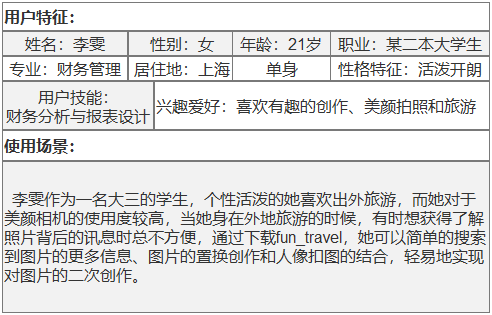 用户特征：
姓名：李雯 性别：女 年龄：21岁 职业：某二本大学生
专业：财务管理 居住地：上海 单身 性格特征：活泼开朗
用户技能：
财务分析与报表设计
兴趣爱好：喜欢有趣的创作、美颜拍照和旅游
使用场景：
李雯作为一名大三的学生，个性活泼的她喜欢出外旅游，而她对于
美颜相机的使用度较高，当她身在外地旅游的时候，有时想获得了解
照片背后的讯息时总不方便，通过下载fun_travel，她可以简单的搜索
到图片的更多信息、图片的置换创作和人像扣图的结合，轻易地实现
对图片的二次创作。